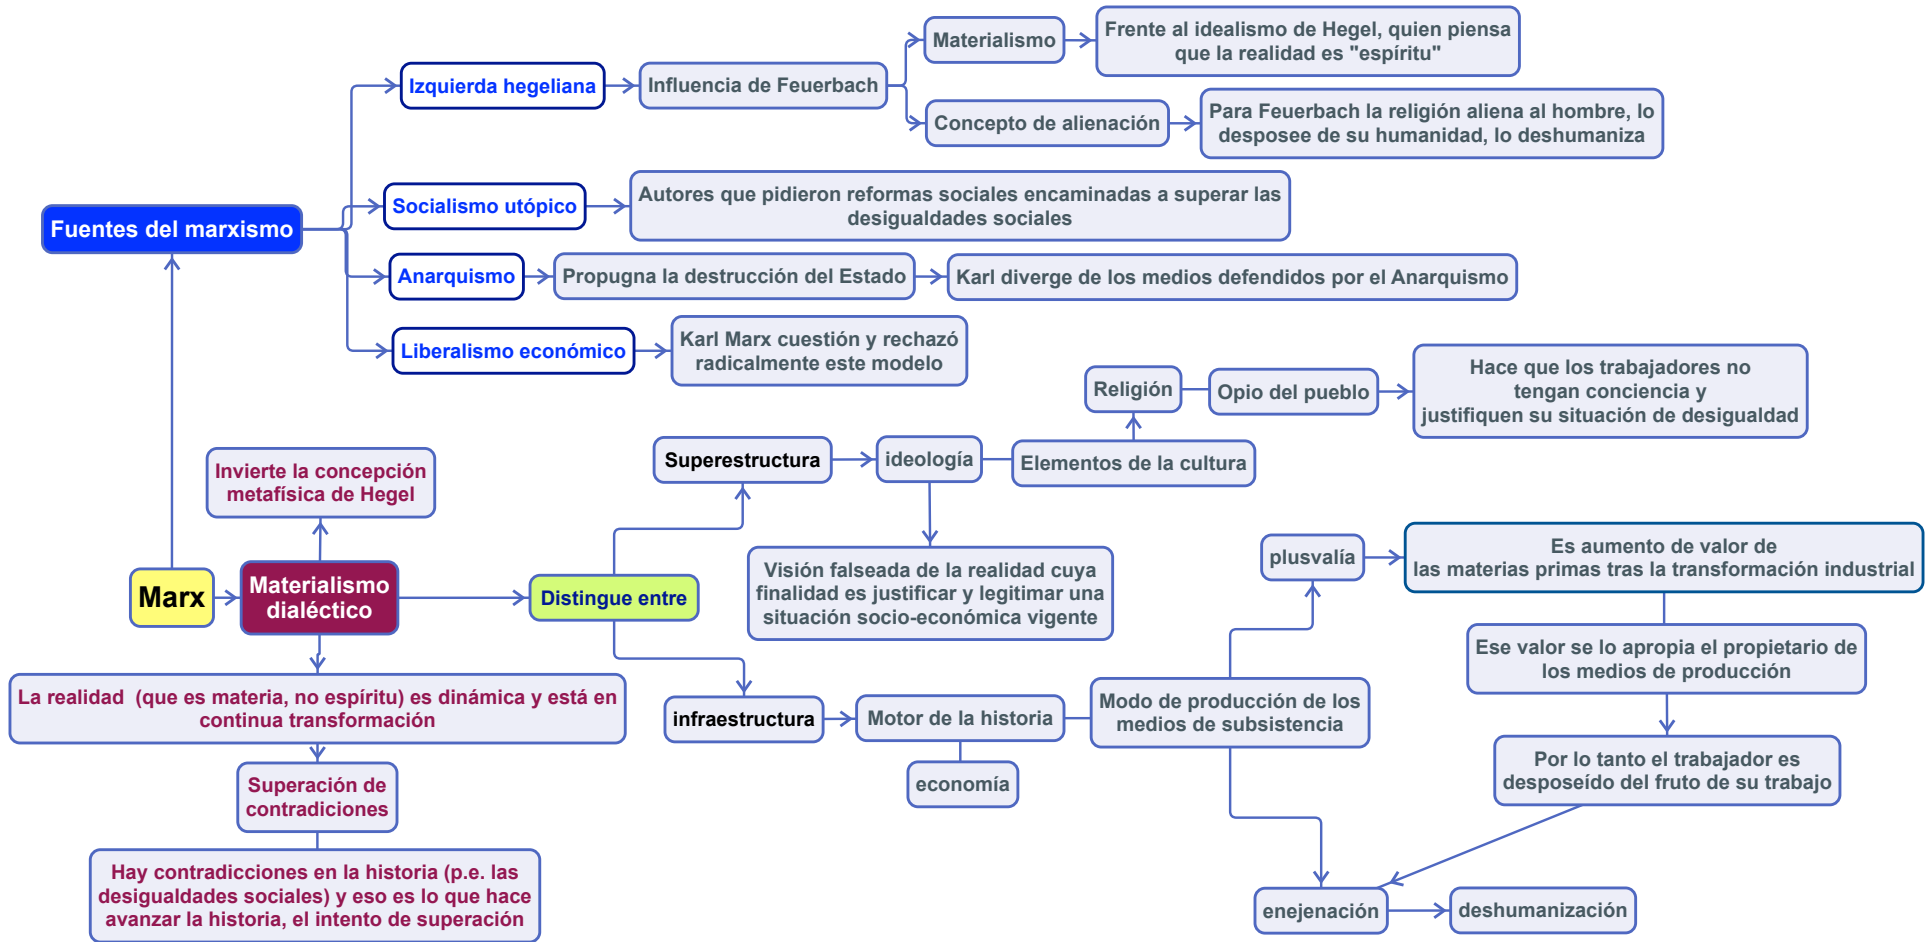 Materialismo
Frente al idealismo de Hegel, quien piensa
que la realidad es "espíritu"
Izquierda hegeliana
Influencia de Feuerbach
Concepto de alienación
Para Feuerbach la religión aliena al hombre, lo
desposee de su humanidad, lo deshumaniza
Fuentes del marxismo
Socialismo utópico
Autores que pidieron reformas sociales encaminadas a superar las
desigualdades sociales
Anarquismo
Propugna la destrucción del Estado
Karl diverge de los medios defendidos por el Anarquismo
Liberalismo económico
Karl Marx cuestión y rechazó
radicalmente este modelo
Religión
Opio del pueblo
Hace que los trabajadores no
tengan conciencia y
justifiquen su situación de desigualdad
Superestructura
ideología
Elementos de la cultura
Invierte la concepción
metafísica de Hegel
Visión falseada de la realidad cuya
finalidad es justificar y legitimar una
situación socio-económica vigente
Marx
Materialismo
dialéctico
Distingue entre
plusvalía
Es aumento de valor de
las materias primas tras la transformación industrial
Ese valor se lo apropia el propietario de
los medios de producción
La realidad (que es materia, no espíritu) es dinámica y está en
continua transformación
infraestructura
Motor de la historia
Modo de producción de los
medios de subsistencia
economía
Por lo tanto el trabajador es
desposeído del fruto de su trabajo
Superación de
contradiciones
Hay contradicciones en la historia (p.e. las
desigualdades sociales) y eso es lo que hace
avanzar la historia, el intento de superación
enejenación
deshumanización